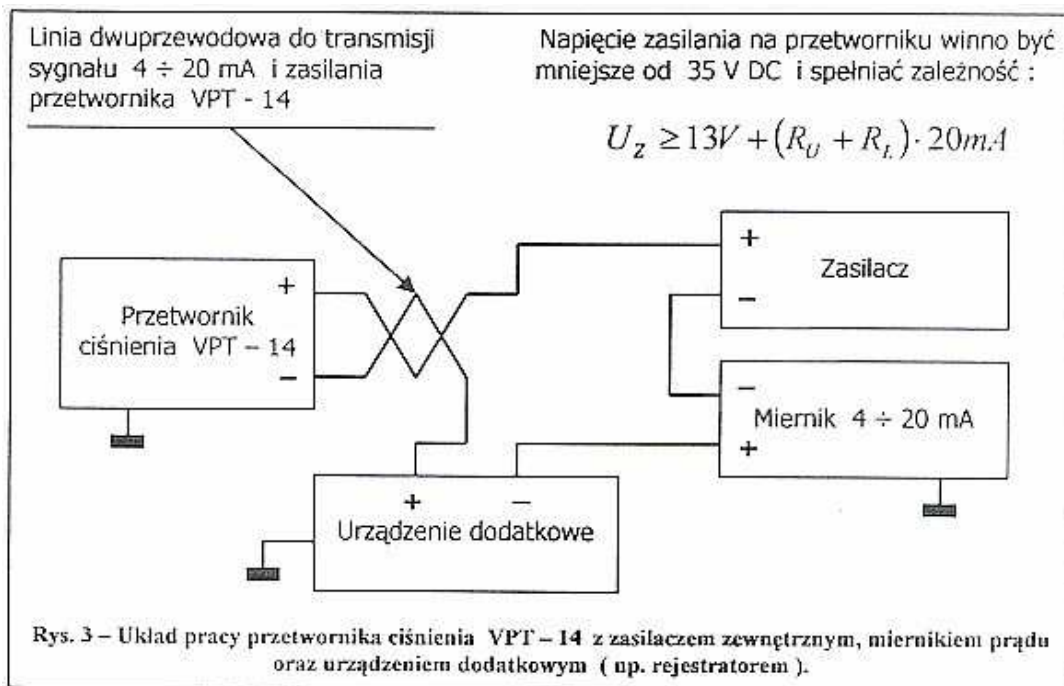 Linia dwuprzewodowa do transmisji
sygnału 4 ÷ 20 mA i zasilania
przetwornika VPT - 14
Napięcie zasilania na przetworniku winno być
mniejsze od 35 V DC i spełniać zależność :
U_Z ≥ 13V + (R_U + R_L) · 20mA
+
Przetwornik
ciśnienia VPT – 14
–
+
Zasilacz
–
–
Miernik 4 ÷ 20 mA
+
+ –
Urządzenie dodatkowe
Rys. 3 – Układ pracy przetwornika ciśnienia VPT – 14 z zasilaczem zewnętrznym, miernikiem prądu
oraz urządzeniem dodatkowym ( np. rejestratorem ).